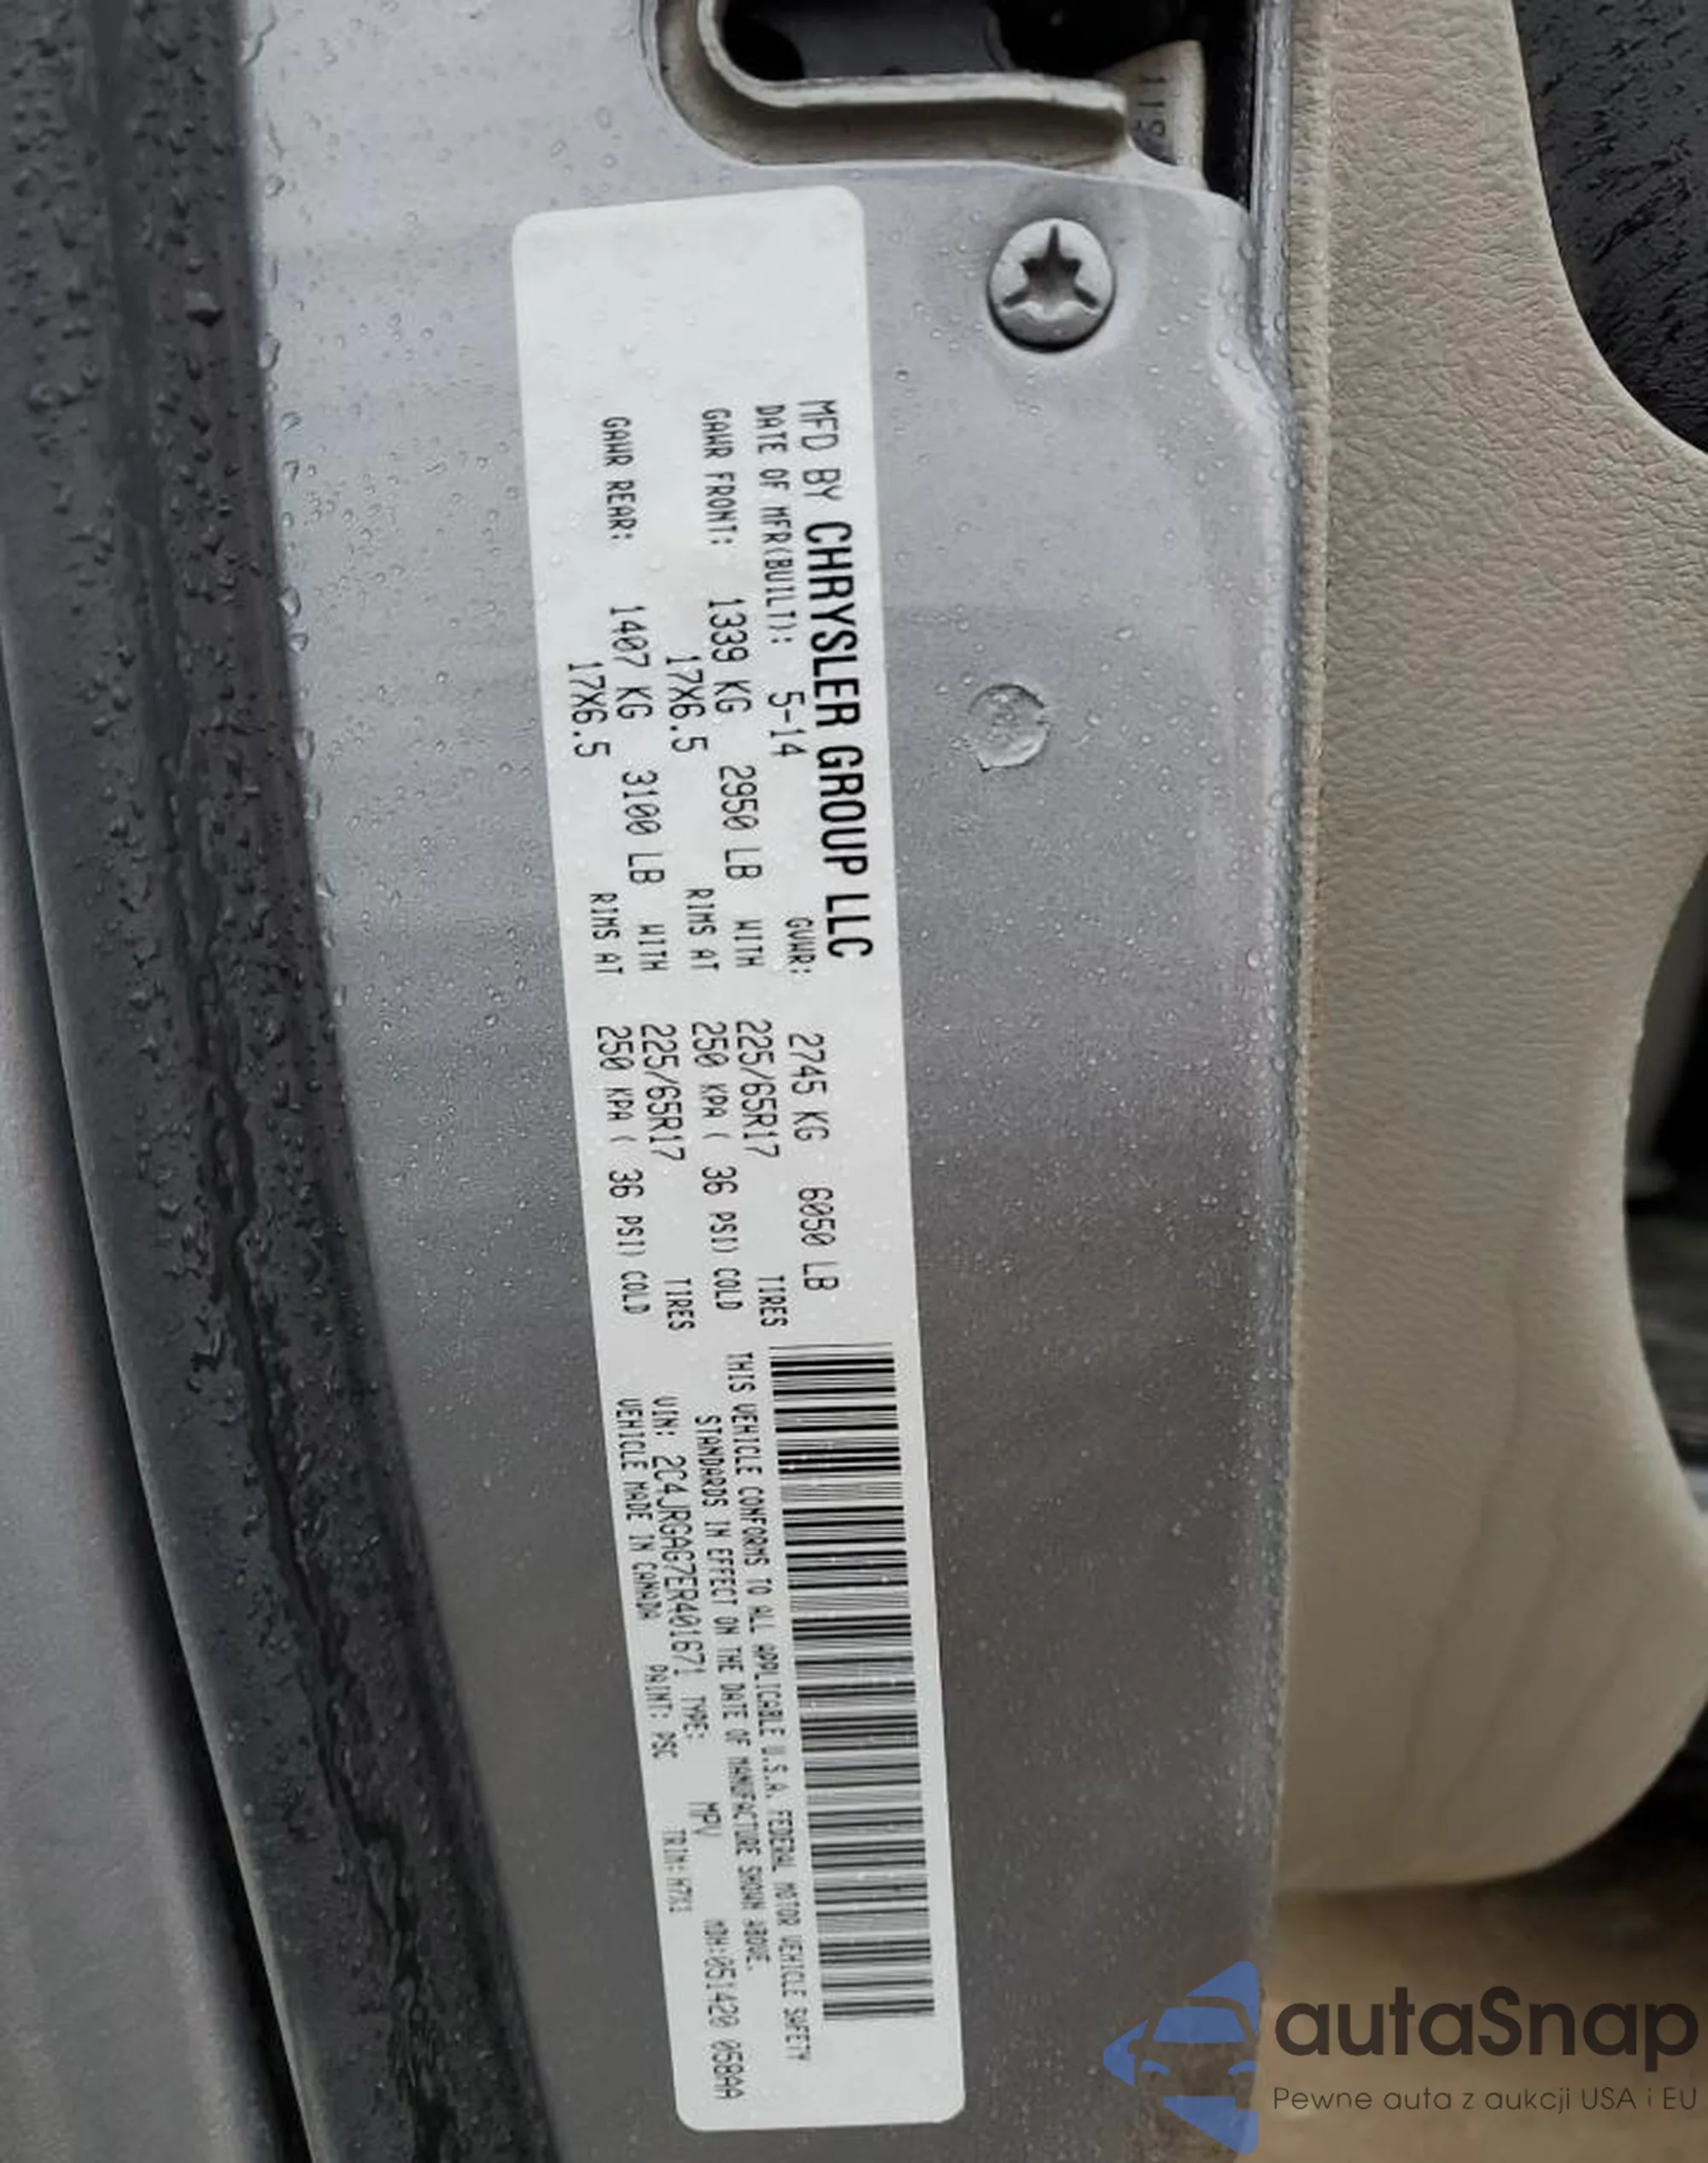 MFD BY CHRYSLER GROUP LLC
DATE OF MFR(BUILT): 5-14 GVWR: 2745 KG 6050 LB
GAWR FRONT: 1339 KG 2950 LB WITH 225/65R17 TIRES
17X6.5 RIMS AT 250 KPA ( 36 PSI) COLD
GAWR REAR: 1407 KG 3100 LB WITH 225/65R17 TIRES
17X6.5 RIMS AT 250 KPA ( 36 PSI) COLD
THIS VEHICLE CONFORMS TO ALL APPLICABLE U.S.A. FEDERAL MOTOR VEHICLE SAFETY
STANDARDS IN EFFECT ON THE DATE OF MANUFACTURE SHOWN ABOVE.
VIN: 2C4JRGAG7ER401671 TYPE: MPV MDH:051420 058AA
VEHICLE MADE IN CANADA PAINT: PSC TRIM:
autaSnap
Pewne auta z aukcji USA i EU